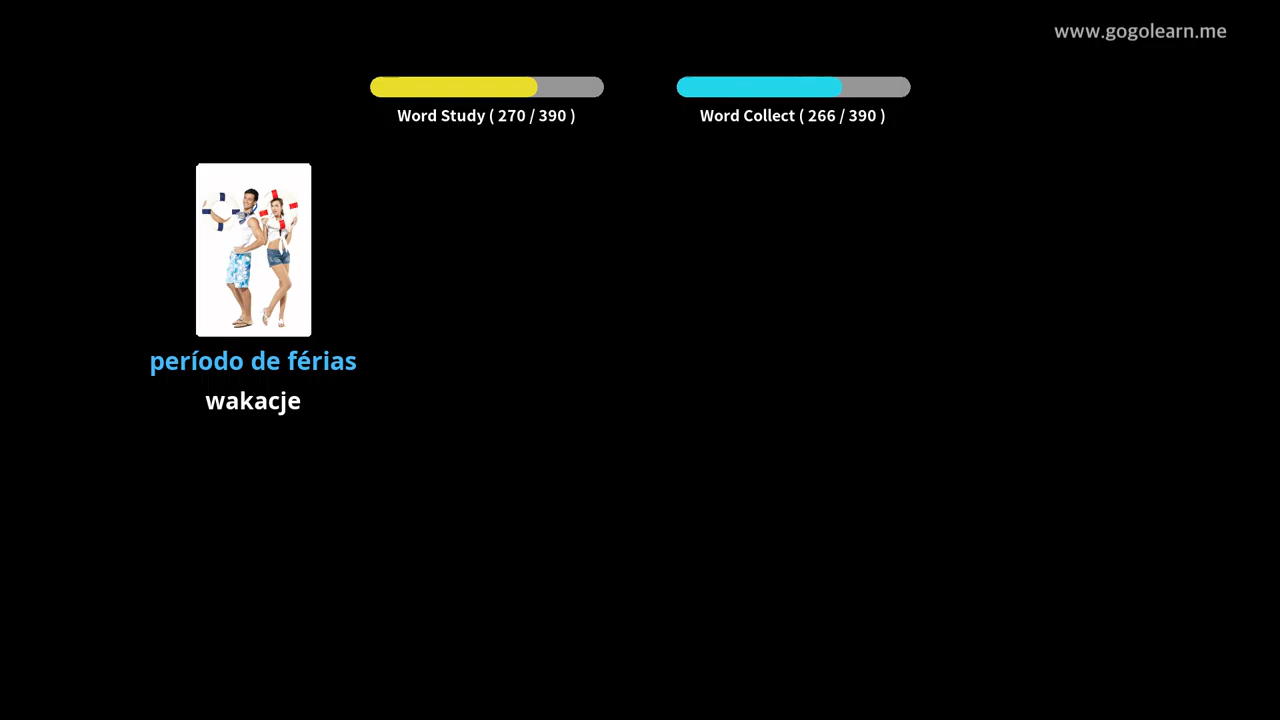 www.gogolearn.me
Word Study ( 270 / 390 )
Word Collect ( 266 / 390 )
período de férias
wakacje